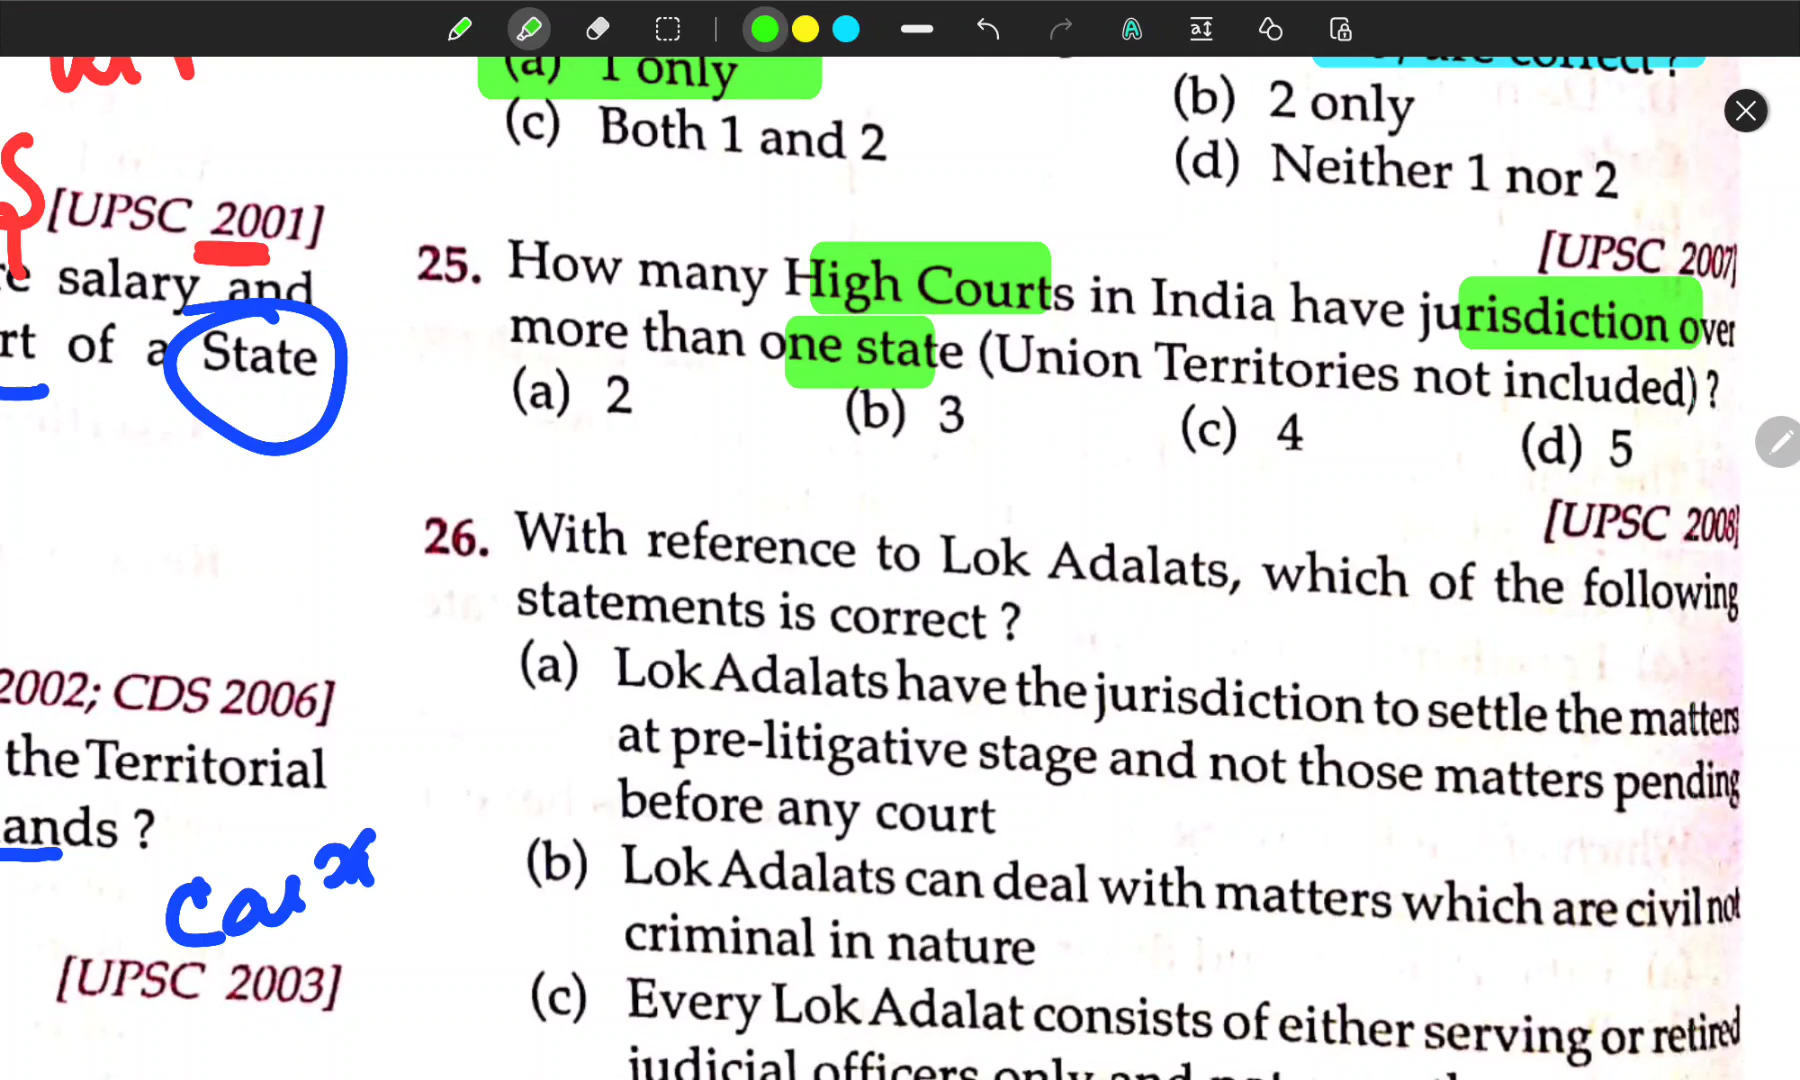 (a) 1 only
(c) Both 1 and 2
(b) 2 only
(d) Neither 1 nor 2
[UPSC 2001]
salary and
rt of a State
2002; CDS 2006]
the Territorial
ands ?
[UPSC 2003]
[UPSC 2007]
25. How many High Courts in India have jurisdiction over
more than one state (Union Territories not included) ?
(a) 2 (b) 3 (c) 4 (d) 5
[UPSC 2008]
26. With reference to Lok Adalats, which of the following
statements is correct ?
(a) Lok Adalats have the jurisdiction to settle the matters
at pre-litigative stage and not those matters pending
before any court
(b) Lok Adalats can deal with matters which are civil not
criminal in nature
(c) Every Lok Adalat consists of either serving or retired
judicial officers only and